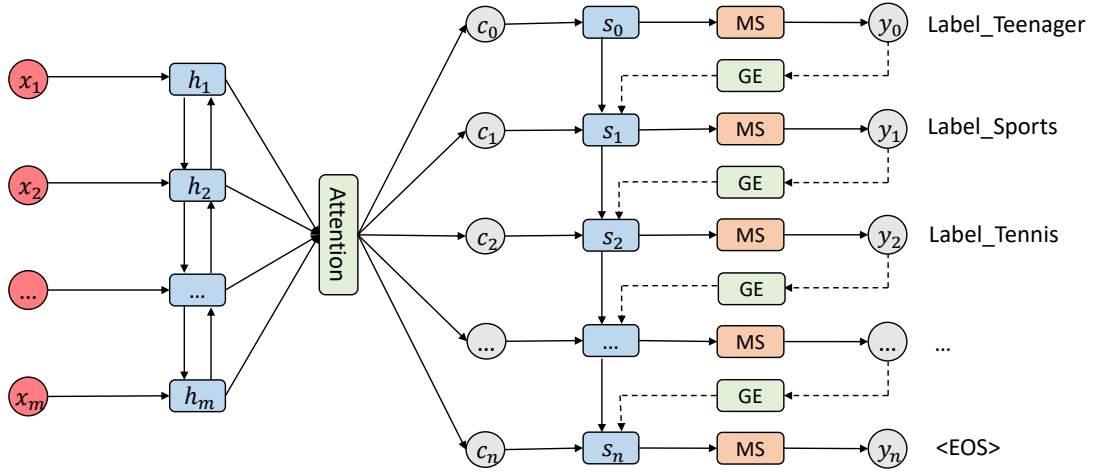 c₀ s₀ MS y₀ Label_Teenager
x₁ h₁ GE
c₁ s₁ MS y₁ Label_Sports
x₂ h₂ GE
Attention
c₂ s₂ MS y₂ Label_Tennis
... ... GE
... ... MS ... ...
xₘ hₘ GE
cₙ sₙ MS yₙ <EOS>